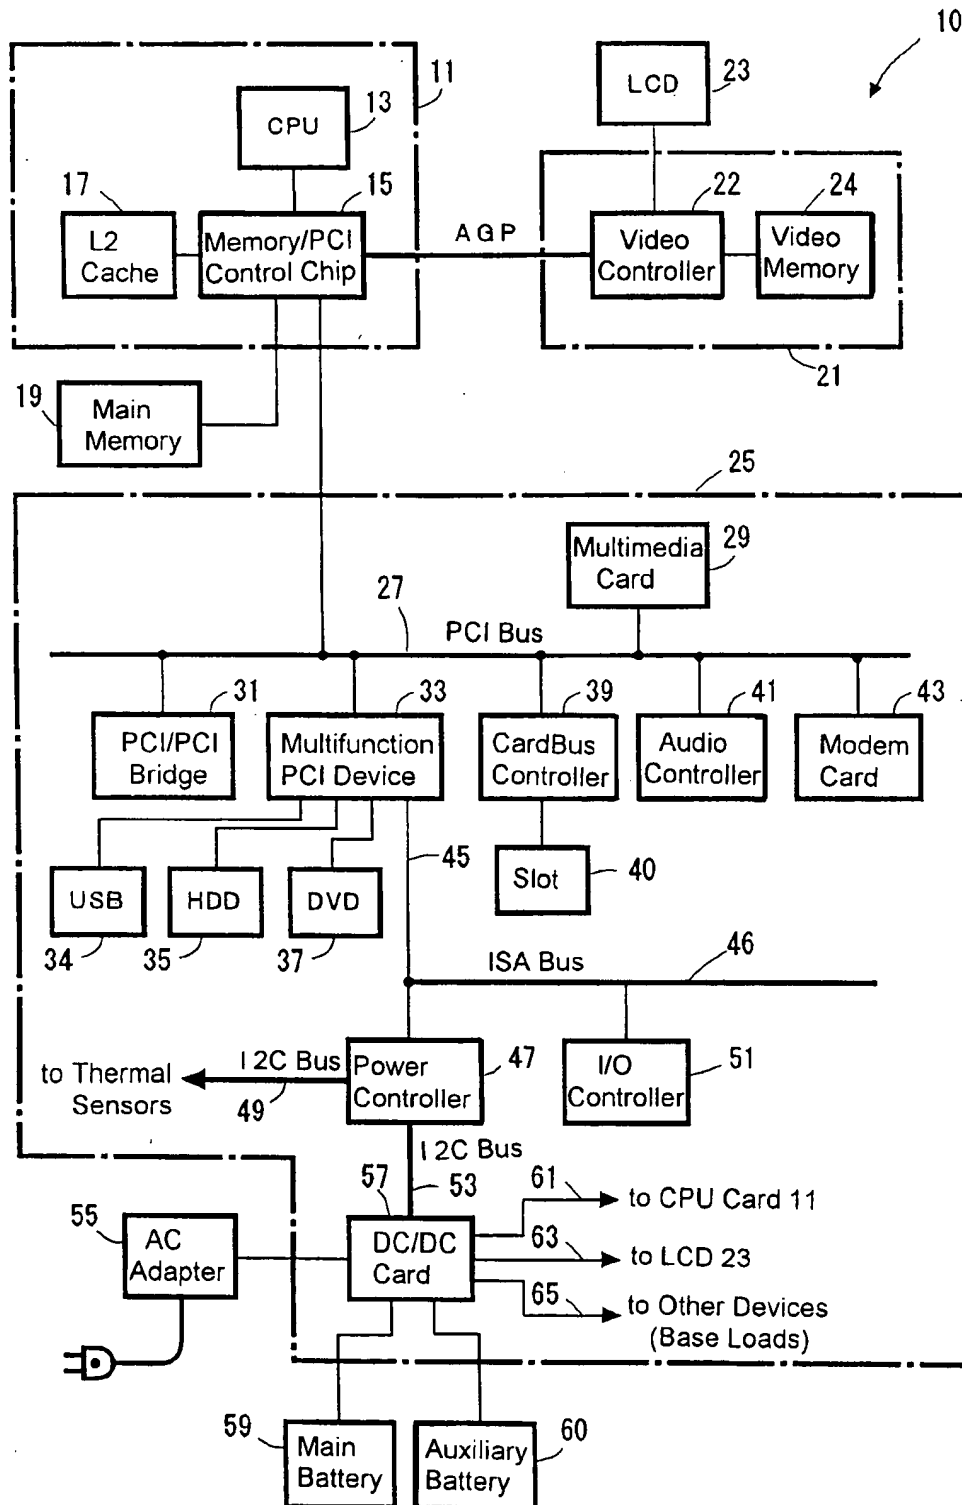 10
11
13
CPU
LCD
23
17
15
22
24
L2
Cache
Memory/PCI
Control Chip
AGP
Video
Controller
Video
Memory
21
19
Main
Memory
25
Multimedia
Card
29
27
PCI Bus
31
33
39
41
43
PCI/PCI
Bridge
Multifunction
PCI Device
CardBus
Controller
Audio
Controller
Modem
Card
45
USB
HDD
DVD
Slot
40
34
35
37
ISA Bus
46
to Thermal
Sensors
I2C Bus
49
Power
Controller
47
I/O
Controller
51
I2C Bus
53
57
61
to CPU Card 11
55
AC
Adapter
DC/DC
Card
63
to LCD 23
65
to Other Devices
(Base Loads)
59
Main
Battery
Auxiliary
Battery
60